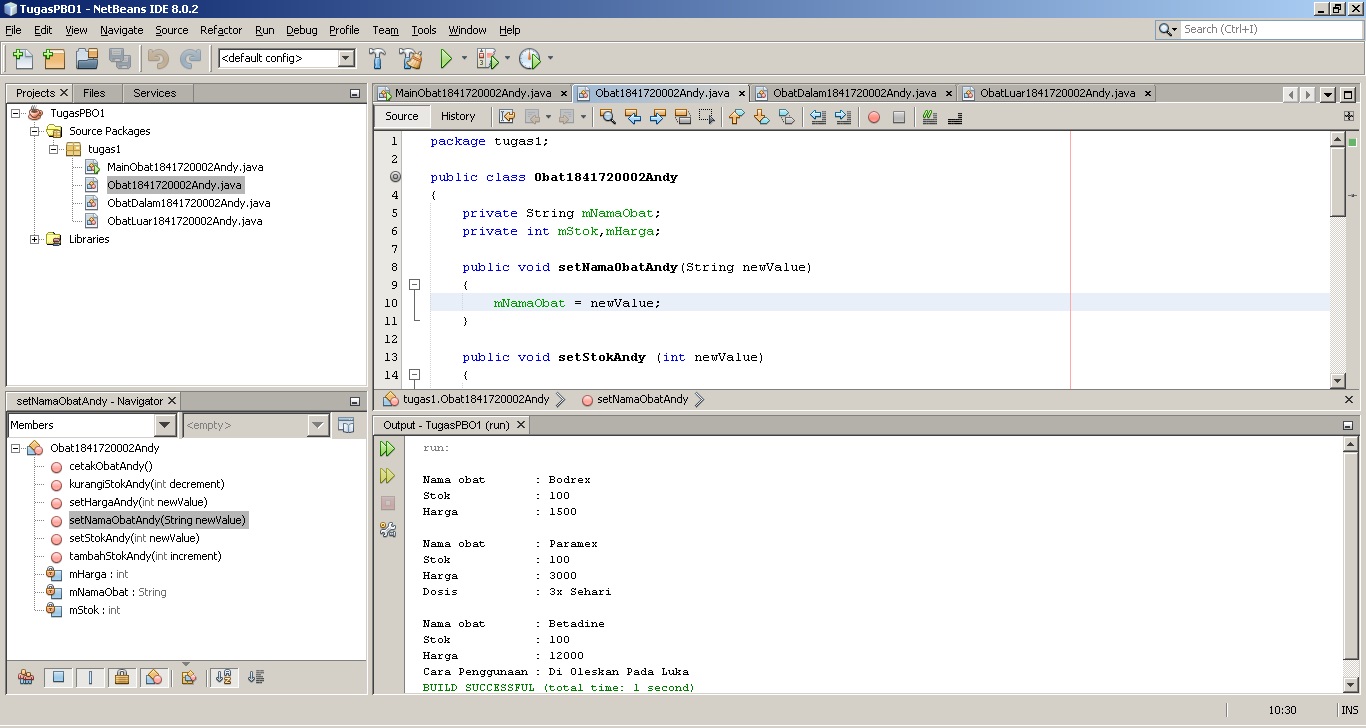 TugasPBO1 - NetBeans IDE 8.0.2
File Edit View Navigate Source Refactor Run Debug Profile Team Tools Window Help
Search (Ctrl+I)
<default config>
Projects Files Services
TugasPBO1
Source Packages
tugas1
MainObat1841720002Andy.java
Obat1841720002Andy.java
ObatDalam1841720002Andy.java
ObatLuar1841720002Andy.java
Libraries
setNamaObatAndy - Navigator
Members <empty>
Obat1841720002Andy
cetakObatAndy()
kurangiStokAndy(int decrement)
setHargaAndy(int newValue)
setNamaObatAndy(String newValue)
setStokAndy(int newValue)
tambahStokAndy(int increment)
mHarga : int
mNamaObat : String
mStok : int
MainObat1841720002Andy.java Obat1841720002Andy.java ObatDalam1841720002Andy.java ObatLuar1841720002Andy.java
Source History
1 package tugas1;
2
public class Obat1841720002Andy
4 {
5 private String mNamaObat;
6 private int mStok,mHarga;
7
8 public void setNamaObatAndy(String newValue)
9 {
10 mNamaObat = newValue;
11 }
12
13 public void setStokAndy (int newValue)
14 {
tugas1.Obat1841720002Andy setNamaObatAndy
Output - TugasPBO1 (run)
run:
Nama obat : Bodrex
Stok : 100
Harga : 1500
Nama obat : Paramex
Stok : 100
Harga : 3000
Dosis : 3x Sehari
Nama obat : Betadine
Stok : 100
Harga : 12000
Cara Penggunaan : Di Oleskan Pada Luka
BUILD SUCCESSFUL (total time: 1 second)
10:30 INS